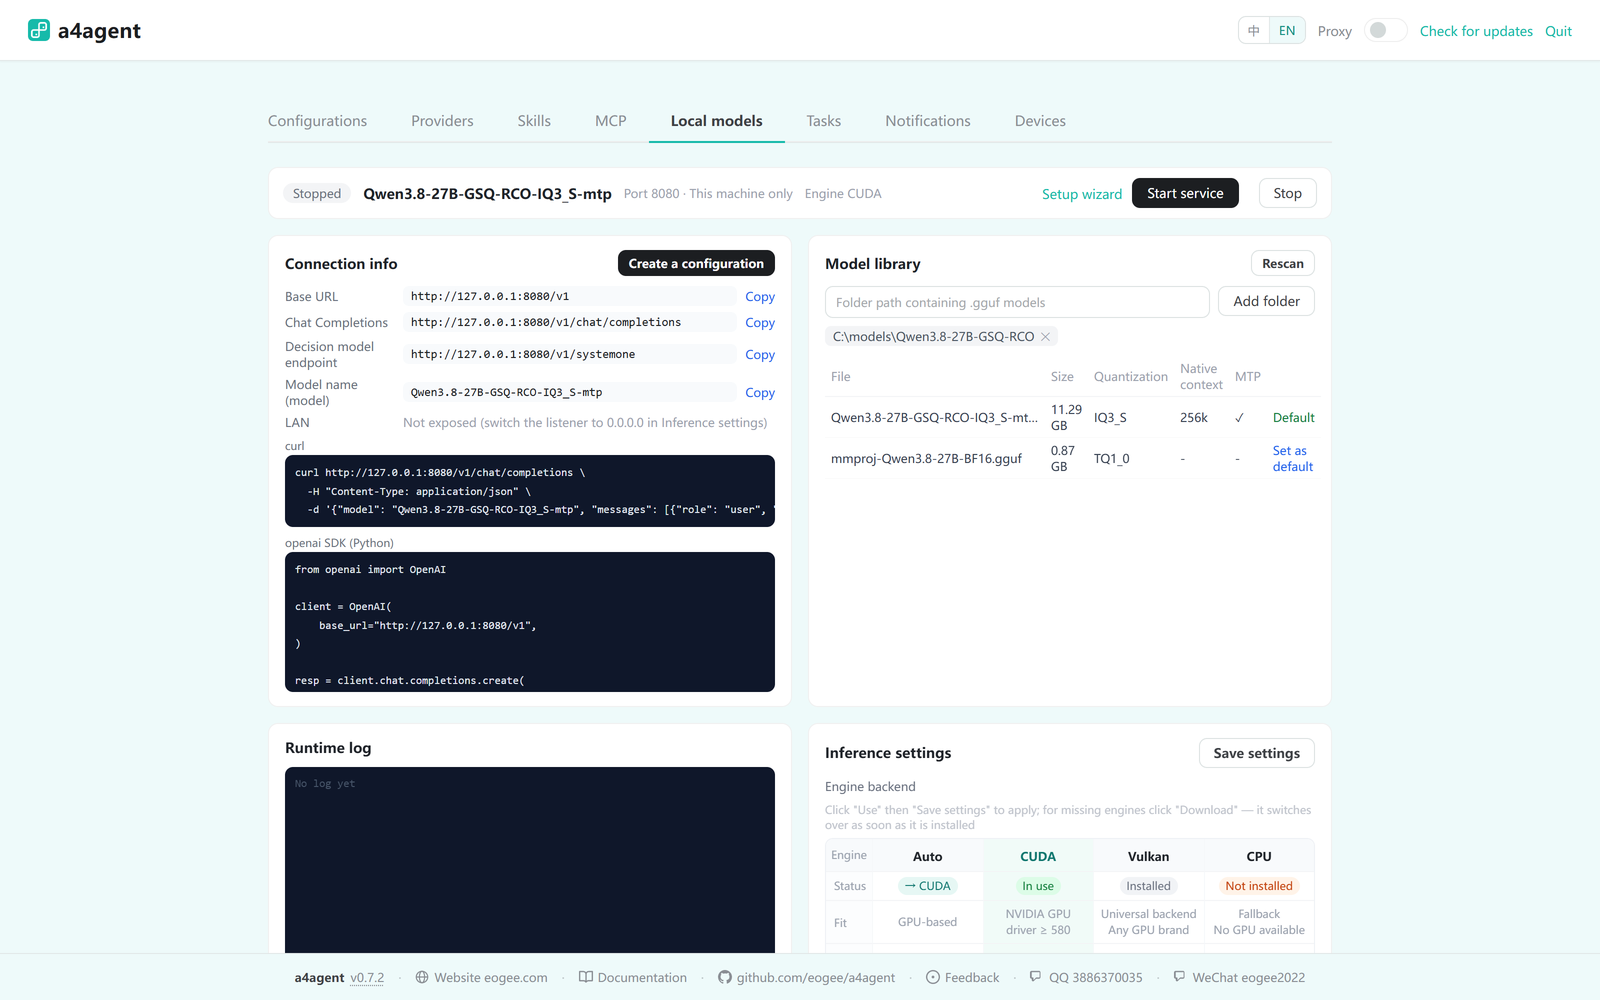 a4agent
中 EN Proxy Check for updates Quit
Configurations Providers Skills MCP Local models Tasks Notifications Devices
Stopped Qwen3.8-27B-GSQ-RCO-IQ3_S-mtp Port 8080 · This machine only Engine CUDA Setup wizard Start service Stop
Connection info Create a configuration
Base URL http://127.0.0.1:8080/v1 Copy
Chat Completions http://127.0.0.1:8080/v1/chat/completions Copy
Decision model endpoint http://127.0.0.1:8080/v1/systemone Copy
Model name (model) Qwen3.8-27B-GSQ-RCO-IQ3_S-mtp Copy
LAN Not exposed (switch the listener to 0.0.0.0 in Inference settings)
curl
curl http://127.0.0.1:8080/v1/chat/completions \
-H "Content-Type: application/json" \
-d '{"model": "Qwen3.8-27B-GSQ-RCO-IQ3_S-mtp", "messages": [{"role": "user", "
openai SDK (Python)
from openai import OpenAI
client = OpenAI(
base_url="http://127.0.0.1:8080/v1",
)
resp = client.chat.completions.create(
Model library Rescan
Folder path containing .gguf models Add folder
C:\models\Qwen3.8-27B-GSQ-RCO
File Size Quantization Native context MTP
Qwen3.8-27B-GSQ-RCO-IQ3_S-mt... 11.29 GB IQ3_S 256k ✓ Default
mmproj-Qwen3.8-27B-BF16.gguf 0.87 GB TQ1_0 - - Set as default
Runtime log
No log yet
Inference settings Save settings
Engine backend
Click "Use" then "Save settings" to apply; for missing engines click "Download" — it switches
over as soon as it is installed
Engine Auto CUDA Vulkan CPU
Status → CUDA In use Installed Not installed
Fit GPU-based NVIDIA GPU driver ≥ 580 Universal backend Any GPU brand Fallback No GPU available
a4agent v0.7.2 · Website eogee.com · Documentation · github.com/eogee/a4agent · Feedback · QQ 3886370035 · WeChat eogee2022